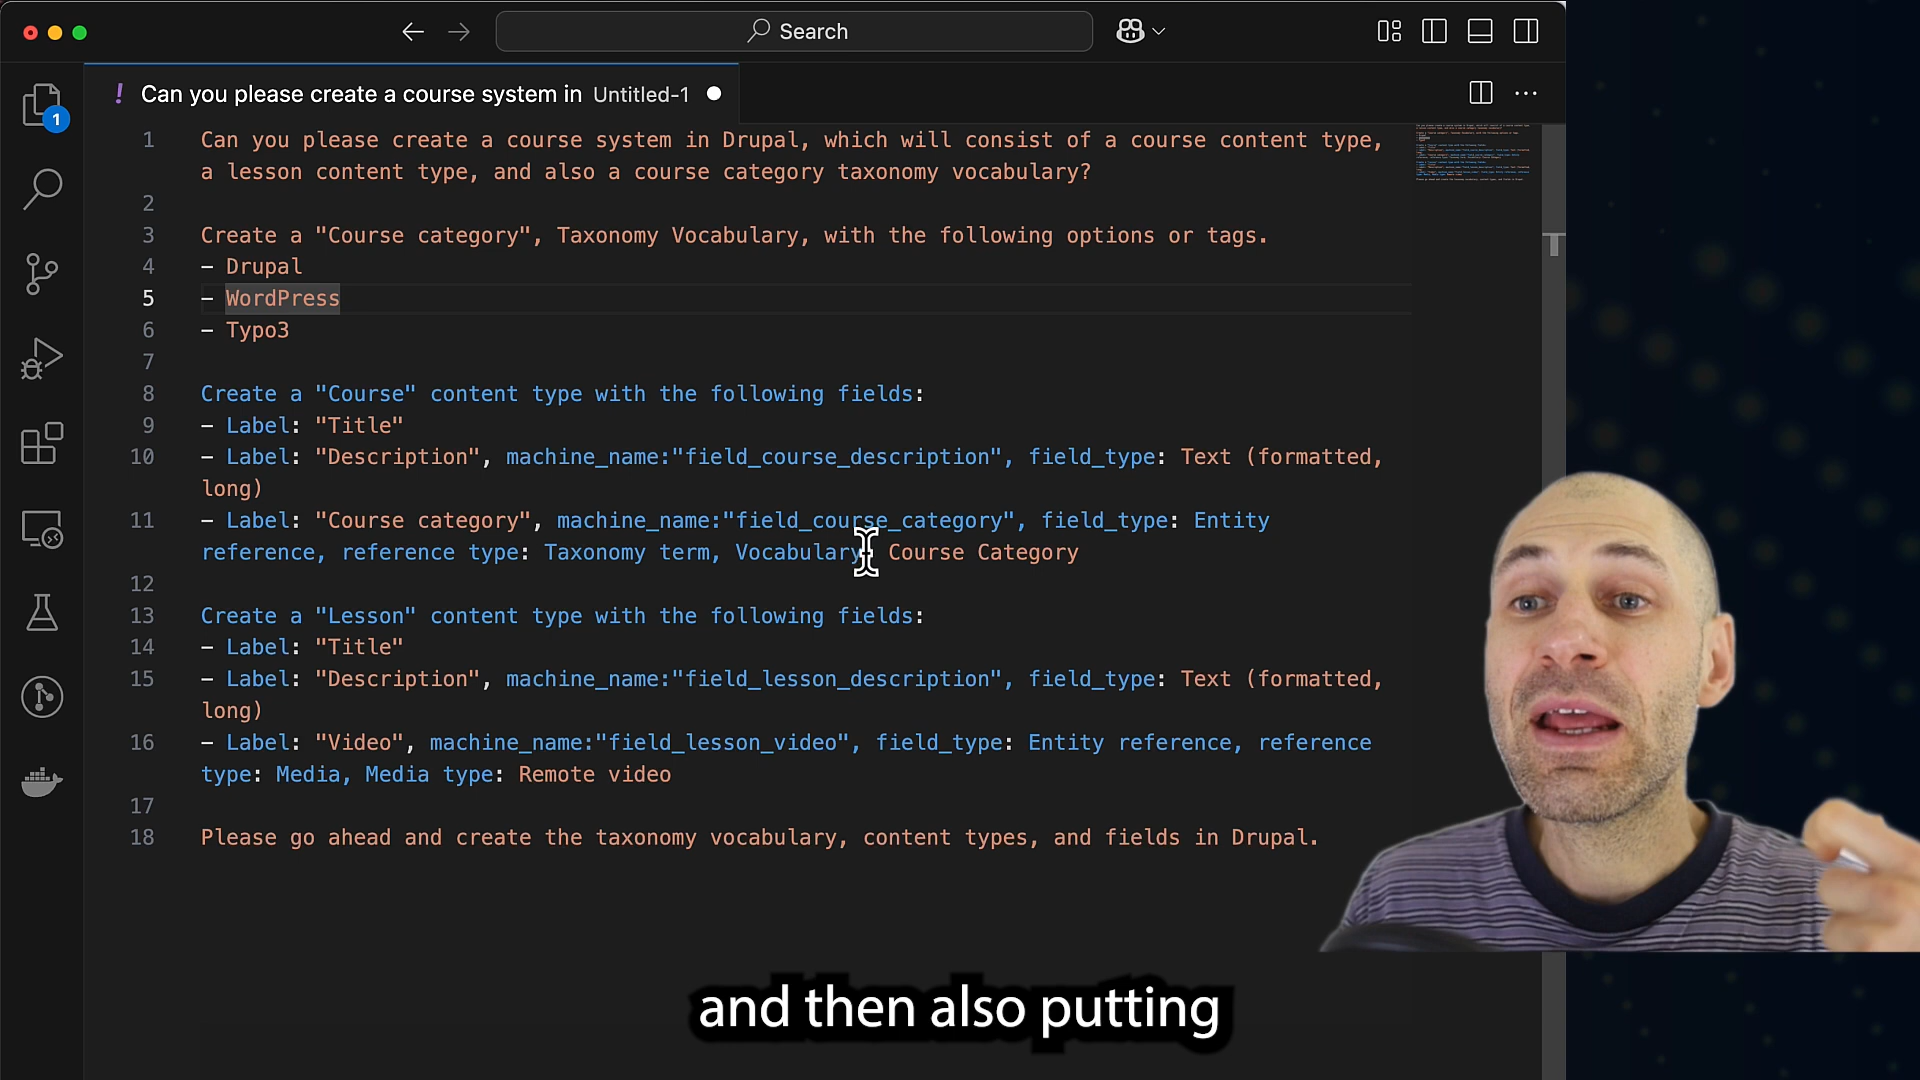 Search
! Can you please create a course system in Untitled-1
1
1 Can you please create a course system in Drupal, which will consist of a course content type,
a lesson content type, and also a course category taxonomy vocabulary?
2
3 Create a "Course category", Taxonomy Vocabulary, with the following options or tags.
4 - Drupal
5 - WordPress
6 - Typo3
7
8 Create a "Course" content type with the following fields:
9 - Label: "Title"
10 - Label: "Description", machine_name:"field_course_description", field_type: Text (formatted,
long)
11 - Label: "Course category", machine_name:"field_course_category", field_type: Entity
reference, reference type: Taxonomy term, Vocabulary: Course Category
12
13 Create a "Lesson" content type with the following fields:
14 - Label: "Title"
15 - Label: "Description", machine_name:"field_lesson_description", field_type: Text (formatted,
long)
16 - Label: "Video", machine_name:"field_lesson_video", field_type: Entity reference, reference
type: Media, Media type: Remote video
17
18 Please go ahead and create the taxonomy vocabulary, content types, and fields in Drupal.
and then also putting